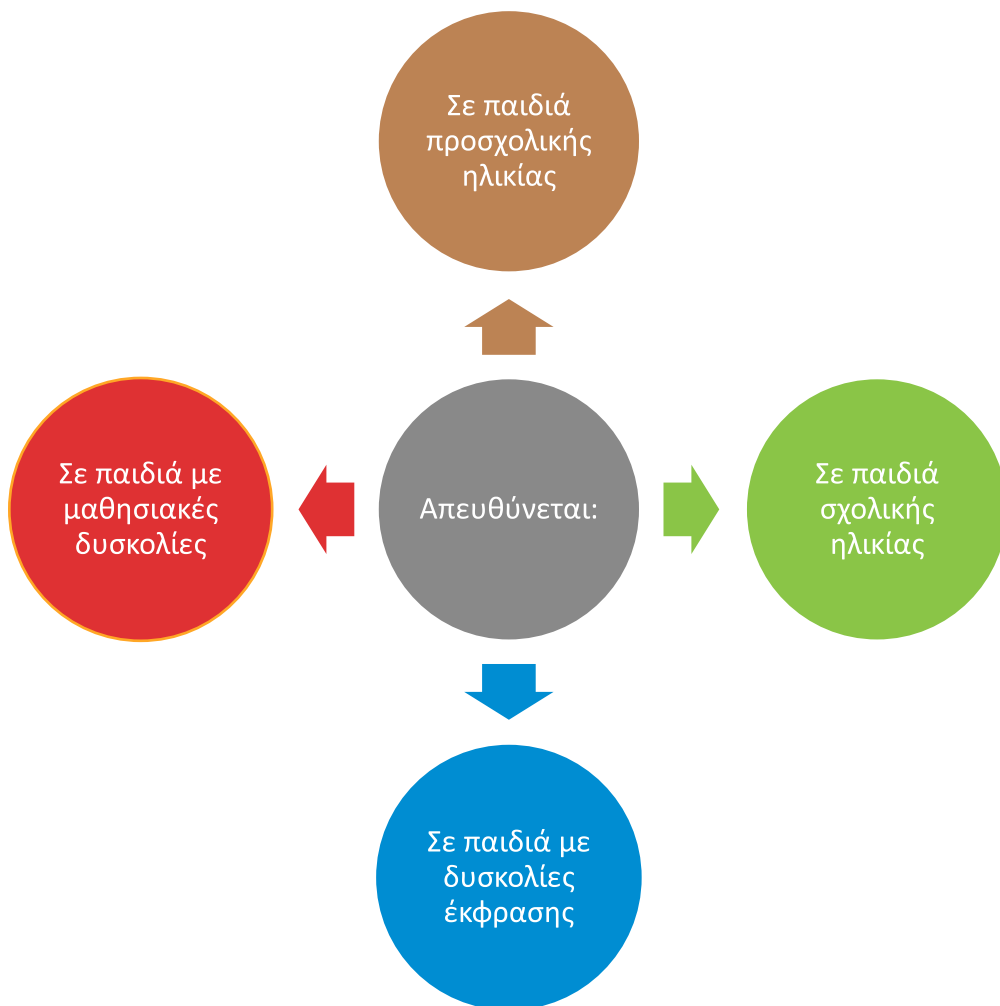 Σε παιδιά
προσχολικής
ηλικίας
Σε παιδιά με
μαθησιακές
δυσκολίες
Απευθύνεται:
Σε παιδιά
σχολικής
ηλικίας
Σε παιδιά με
δυσκολίες
έκφρασης